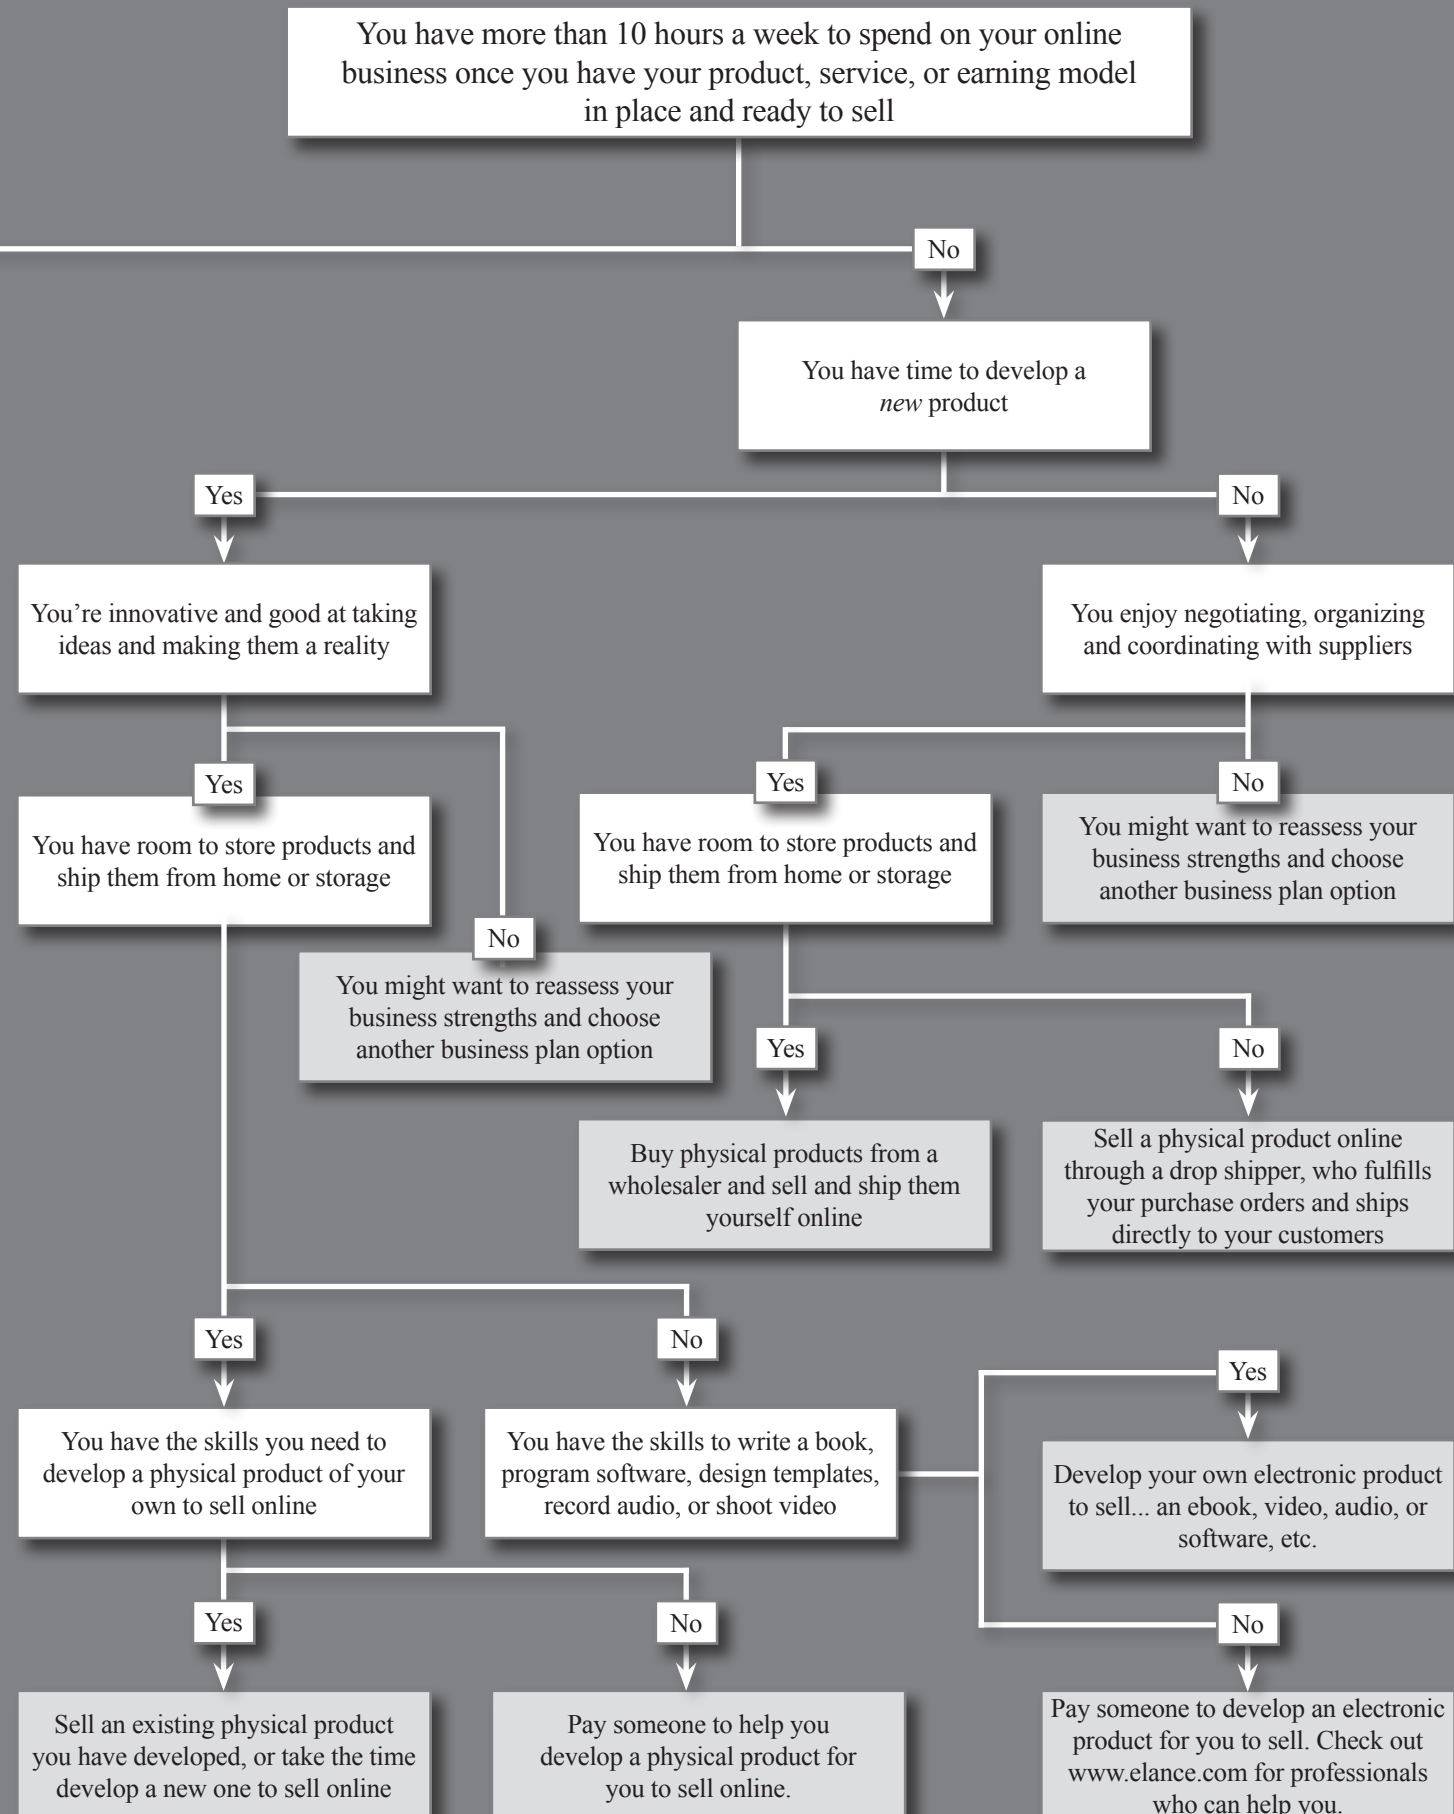 You have more than 10 hours a week to spend on your online
business once you have your product, service, or earning model
in place and ready to sell
No
You have time to develop a
new product
Yes
No
You’re innovative and good at taking
ideas and making them a reality
You enjoy negotiating, organizing
and coordinating with suppliers
Yes
You have room to store products and
ship them from home or storage
No
You might want to reassess your
business strengths and choose
another business plan option
Yes
You have room to store products and
ship them from home or storage
No
You might want to reassess your
business strengths and choose
another business plan option
Yes
Buy physical products from a
wholesaler and sell and ship them
yourself online
No
Sell a physical product online
through a drop shipper, who fulfills
your purchase orders and ships
directly to your customers
Yes
You have the skills you need to
develop a physical product of your
own to sell online
No
You have the skills to write a book,
program software, design templates,
record audio, or shoot video
Yes
Develop your own electronic product
to sell... an ebook, video, audio, or
software, etc.
Yes
Sell an existing physical product
you have developed, or take the time
develop a new one to sell online
No
Pay someone to help you
develop a physical product for
you to sell online.
No
Pay someone to develop an electronic
product for you to sell. Check out
www.elance.com for professionals
who can help you.